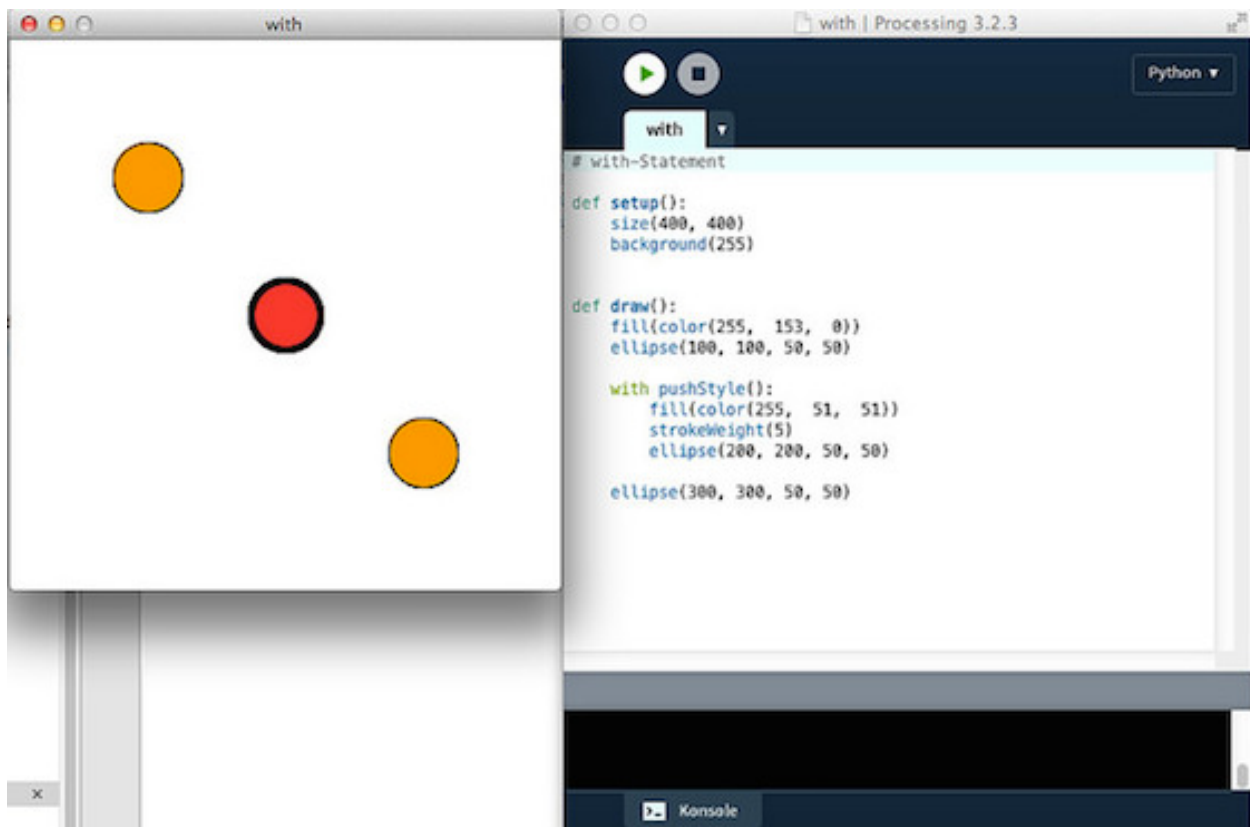 with
with | Processing 3.2.3
Python
with
# with-Statement
def setup():
size(400, 400)
background(255)
def draw():
fill(color(255, 153, 0))
ellipse(100, 100, 50, 50)
with pushStyle():
fill(color(255, 51, 51))
strokeWeight(5)
ellipse(200, 200, 50, 50)
ellipse(300, 300, 50, 50)
Konsole